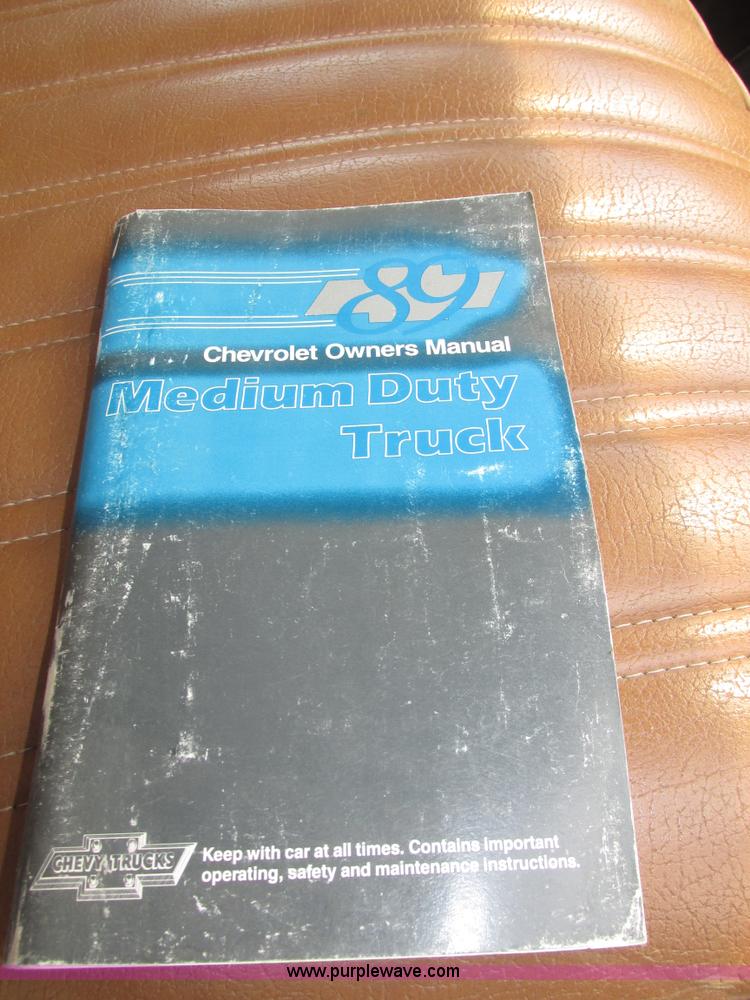 89
Chevrolet Owners Manual
Medium Duty
Truck
CHEVY TRUCKS
Keep with car at all times. Contains important
operating, safety and maintenance instructions.
www.purplewave.com